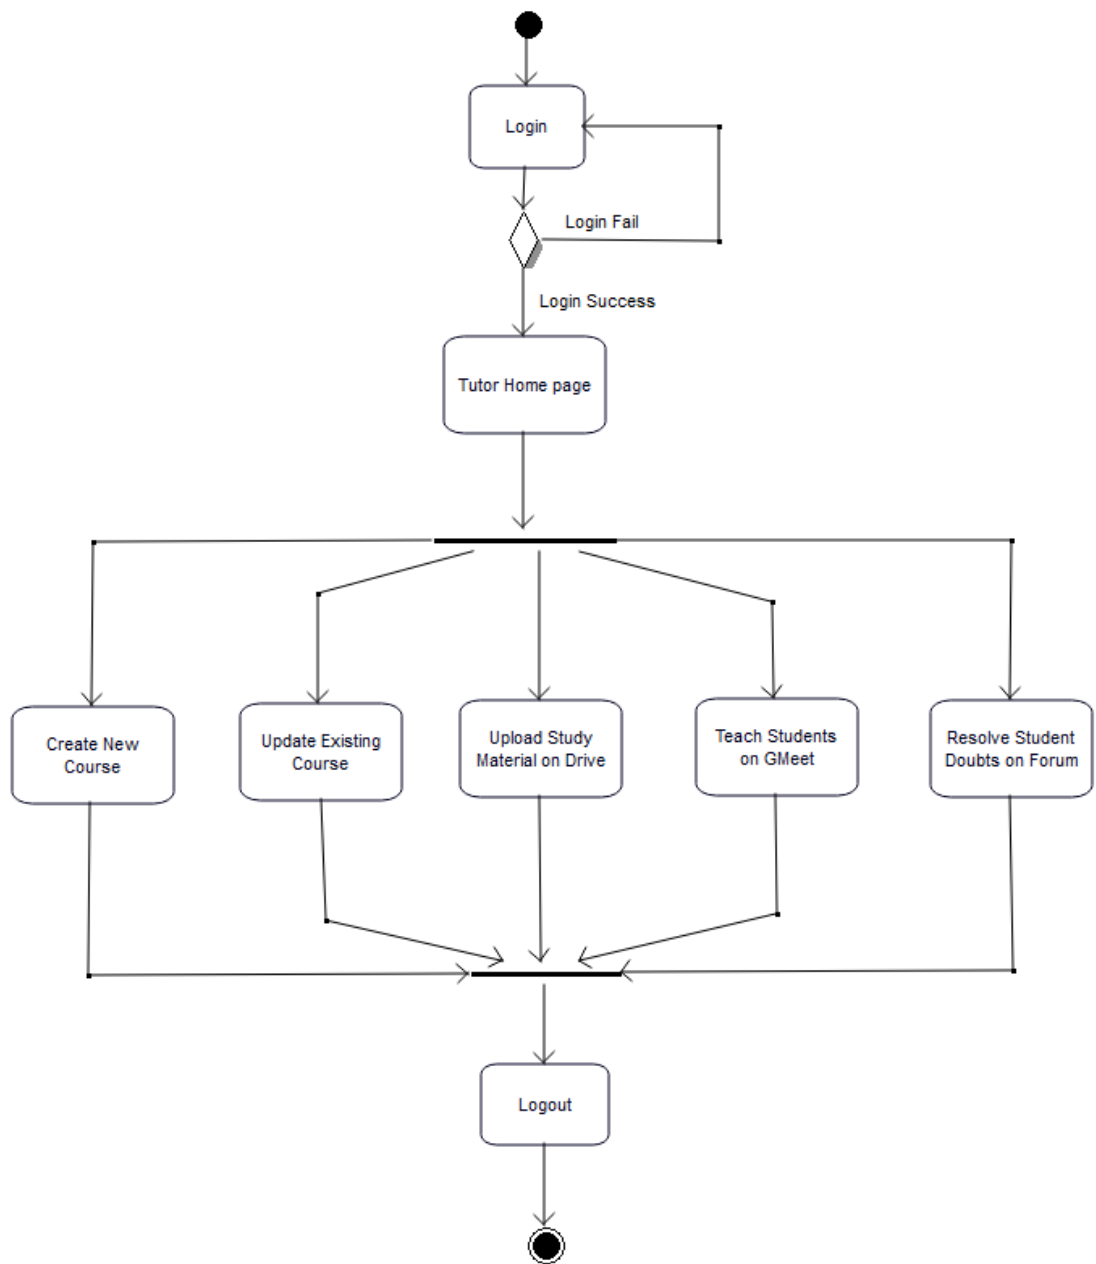 Login
Login Fail
Login Success
Tutor Home page
Create New
Course
Update Existing
Course
Upload Study
Material on Drive
Teach Students
on GMeet
Resolve Student
Doubts on Forum
Logout